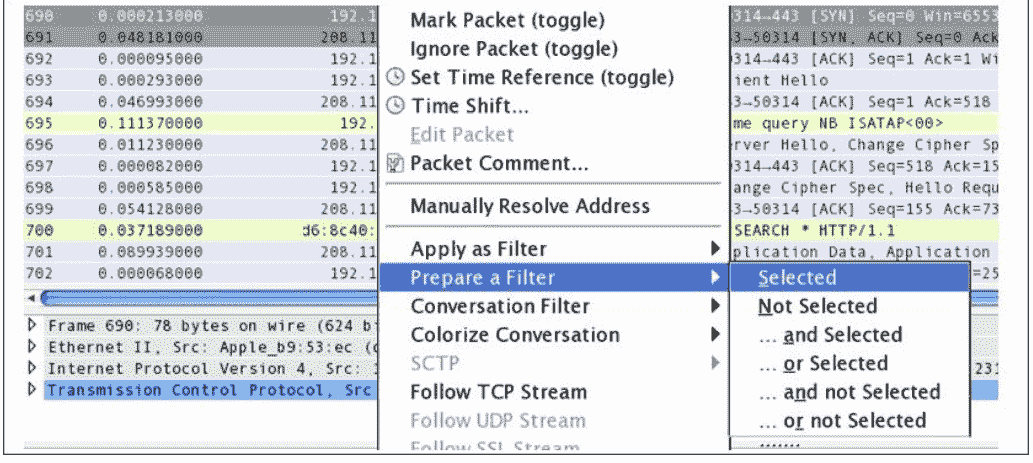 690 0.000213000 192.1 314→443 [SYN] Seq=0 Win=6553
691 0.048181000 208.11 3→50314 [SYN, ACK] Seq=0 Ack
692 0.000095000 192.1 314→443 [ACK] Seq=1 Ack=1 Wi
693 0.000293000 192.1 ient Hello
694 0.046993000 208.11 3→50314 [ACK] Seq=1 Ack=518
695 0.111370000 192. me query NB ISATAP<00>
696 0.011230000 208.11 rver Hello, Change Cipher Sp
697 0.000082000 192.1 314→443 [ACK] Seq=518 Ack=15
698 0.000585000 192.1 ange Cipher Spec, Hello Requ
699 0.054128000 208.11 3→50314 [ACK] Seq=155 Ack=73
700 0.037189000 d6:8c40: SEARCH * HTTP/1.1
701 0.089939000 208.11 plication Data, Application
702 0.000068000 192.1 =25
Mark Packet (toggle)
Ignore Packet (toggle)
Set Time Reference (toggle)
Time Shift...
Edit Packet
Packet Comment...
Manually Resolve Address
Apply as Filter
Prepare a Filter
Conversation Filter
Colorize Conversation
SCTP
Follow TCP Stream
Follow UDP Stream
Follow SSL Stream
Selected
Not Selected
... and Selected
... or Selected
... and not Selected
... or not Selected
Frame 690: 78 bytes on wire (624 b
Ethernet II, Src: Apple_b9:53:ec (
Internet Protocol Version 4, Src: 231
Transmission Control Protocol, Src